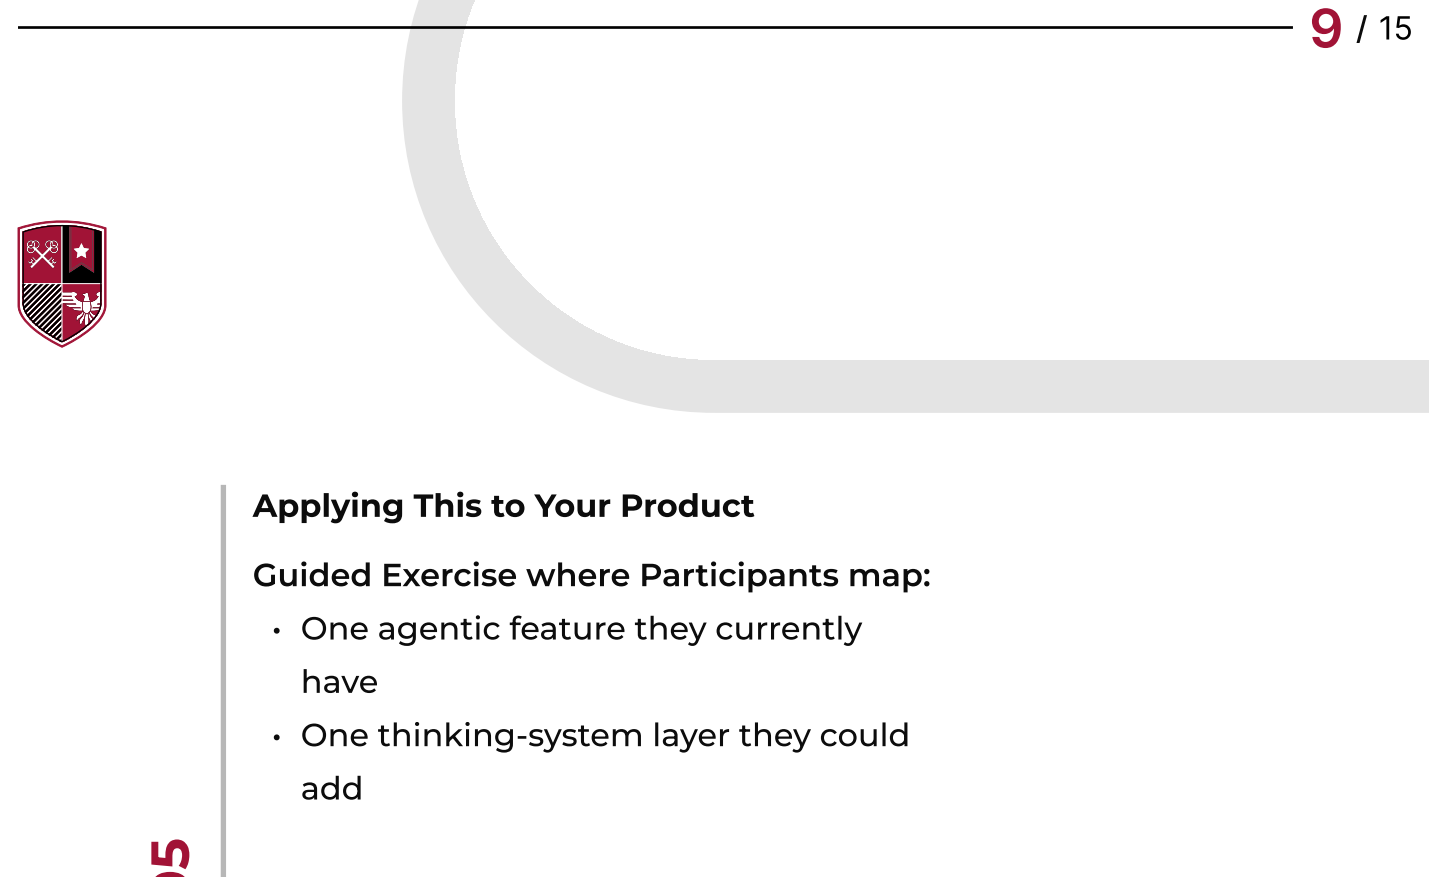 9 / 15
Applying This to Your Product
Guided Exercise where Participants map:
• One agentic feature they currently
have
• One thinking-system layer they could
add
05